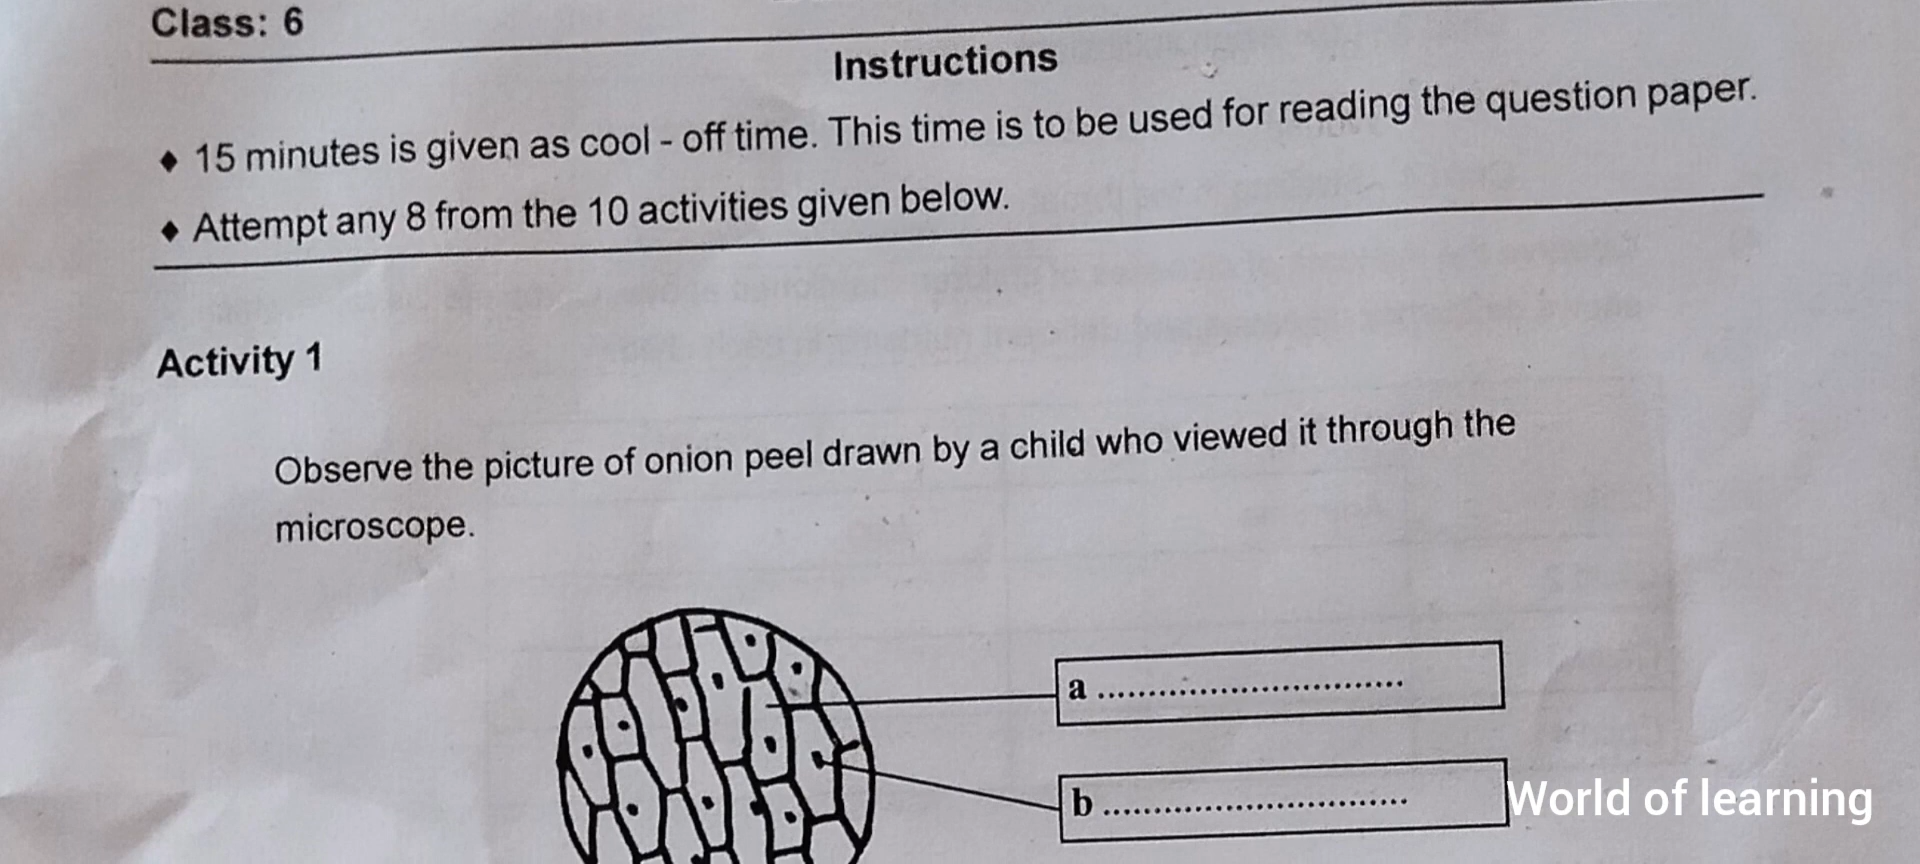 Class: 6
Instructions
♦ 15 minutes is given as cool - off time. This time is to be used for reading the question paper.
♦ Attempt any 8 from the 10 activities given below.
Activity 1
Observe the picture of onion peel drawn by a child who viewed it through the
microscope.
a ..............................
b ..............................
World of learning